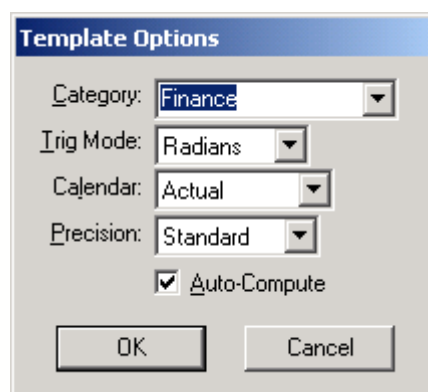 Template Options
Category: Finance
Trig Mode: Radians
Calendar: Actual
Precision: Standard
Auto-Compute
OK Cancel